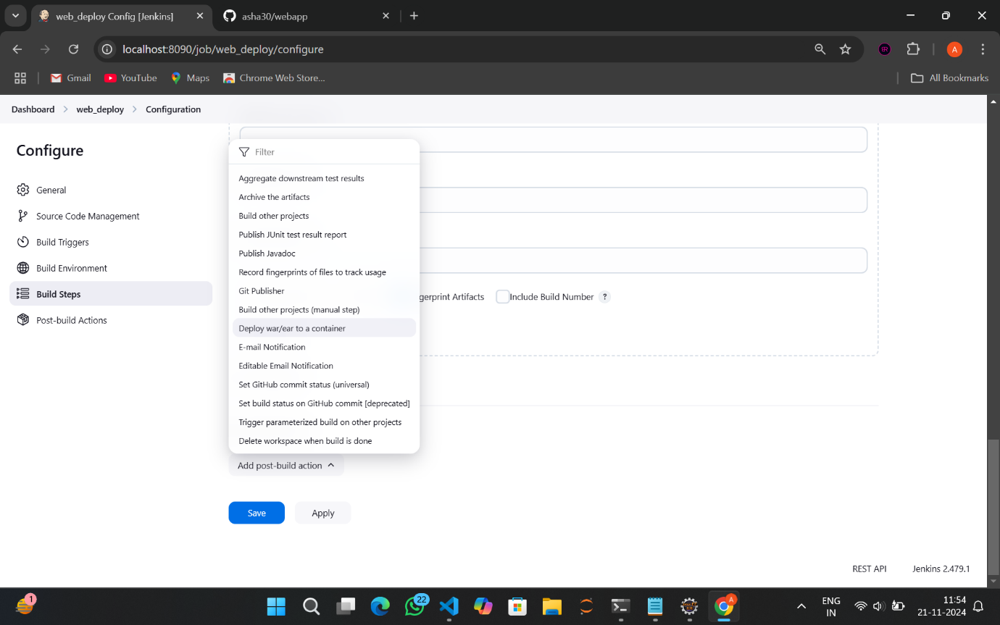 web_deploy Config [Jenkins]
asha30/webapp
localhost:8090/job/web_deploy/configure
A
Gmail
YouTube
Maps
Chrome Web Store...
All Bookmarks
Dashboard
web_deploy
Configuration
Configure
General
Source Code Management
Build Triggers
Build Environment
Build Steps
Post-build Actions
Filter
Aggregate downstream test results
Archive the artifacts
Build other projects
Publish JUnit test result report
Publish Javadoc
Record fingerprints of files to track usage
Git Publisher
Build other projects (manual step)
Deploy war/ear to a container
E-mail Notification
Editable Email Notification
Set GitHub commit status (universal)
Set build status on GitHub commit [deprecated]
Trigger parameterized build on other projects
Delete workspace when build is done
gerprint Artifacts
Include Build Number ?
Add post-build action
Save
Apply
REST API
Jenkins 2.479.1
1
22
A
ENG
IN
11:54
21-11-2024